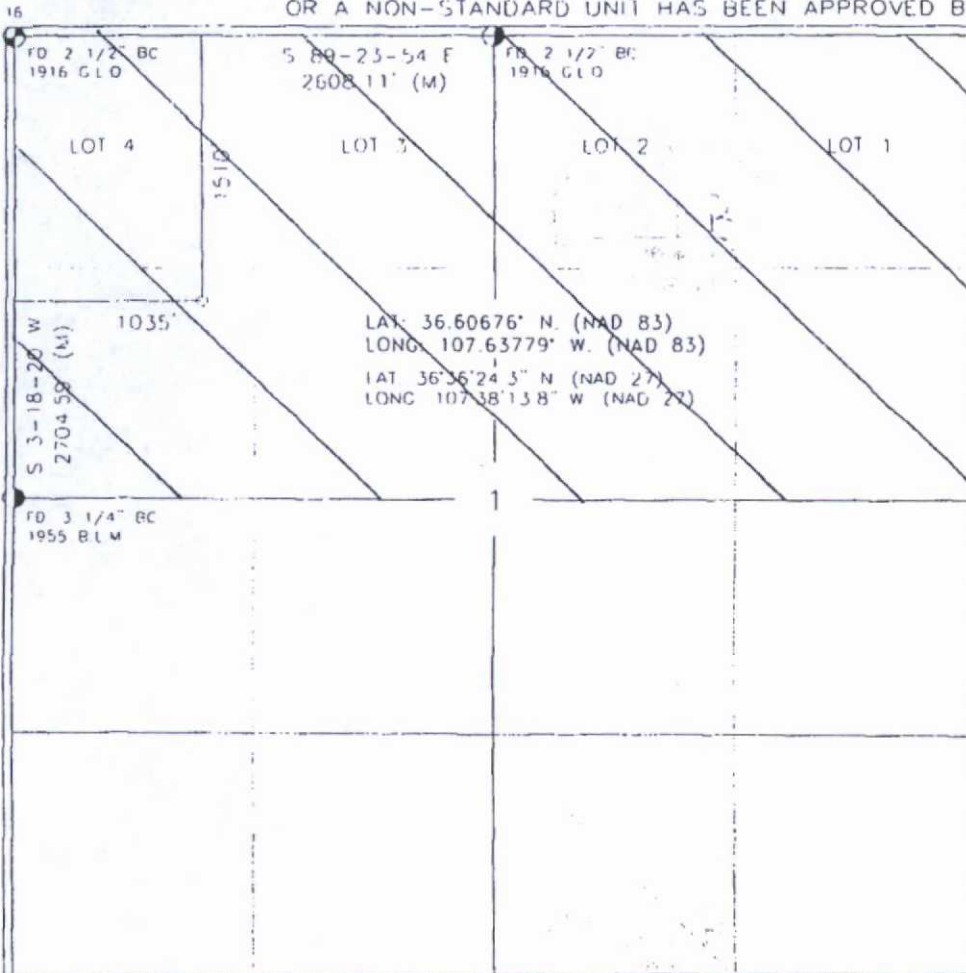 16
OR A NON-STANDARD UNIT HAS BEEN APPROVED B
FD 2 1/2" BC
1916 G L O
S 89-23-54 E
2608.11' (M)
FD 2 1/2" BC
1916 G L O
LOT 4
LOT 3
LOT 2
LOT 1
1510'
1035'
LAT: 36.60676° N. (NAD 83)
LONG: 107.63779° W. (NAD 83)
LAT. 36°36'24.3" N (NAD 27)
LONG 107°38'13.8" W (NAD 27)
S 3-18-20 W
2704.59' (M)
FD 3 1/4" BC
1955 B.L.M
1